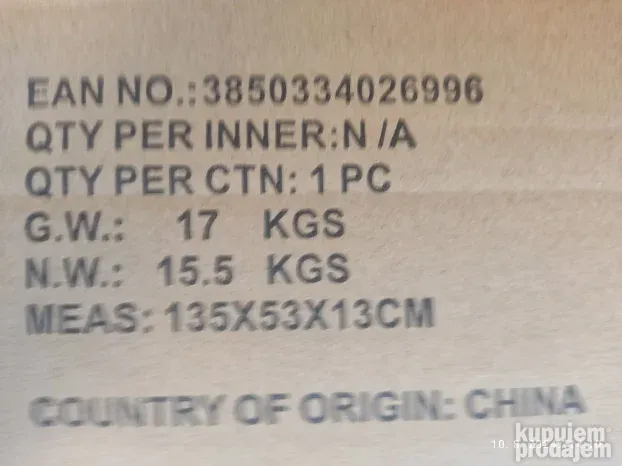 EAN NO.:3850334026996
QTY PER INNER:N /A
QTY PER CTN: 1 PC
G.W.: 17 KGS
N.W.: 15.5 KGS
MEAS: 135X53X13CM
COUNTRY OF ORIGIN: CHINA
kupujem
prodajem